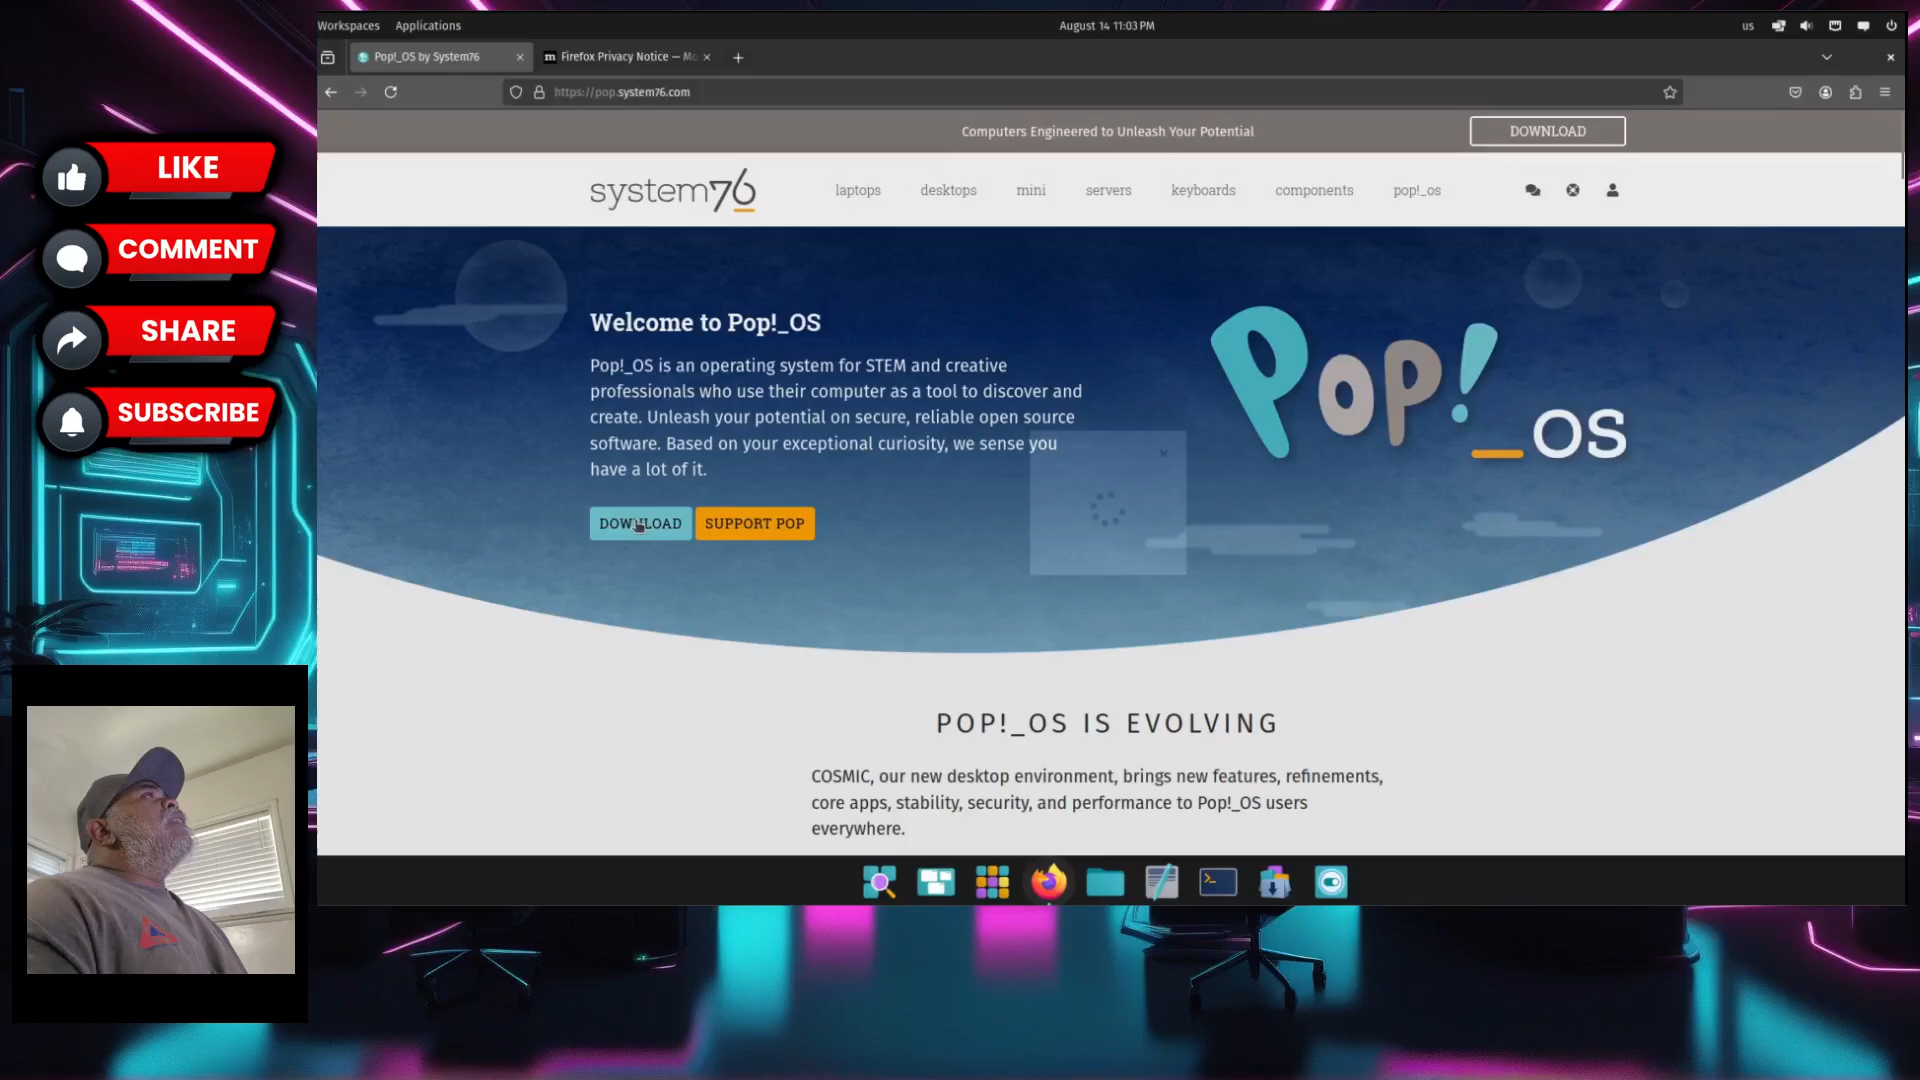 Workspaces Applications August 14 11:03 PM us
Pop!_OS by System76 Firefox Privacy Notice — Mo
https://pop.system76.com
Computers Engineered to Unleash Your Potential DOWNLOAD
system76 laptops desktops mini servers keyboards components pop!_os
LIKE
COMMENT
SHARE
SUBSCRIBE
Welcome to Pop!_OS
Pop!_OS is an operating system for STEM and creative
professionals who use their computer as a tool to discover and
create. Unleash your potential on secure, reliable open source
software. Based on your exceptional curiosity, we sense you
have a lot of it.
DOWNLOAD SUPPORT POP
Pop!_OS
POP!_OS IS EVOLVING
COSMIC, our new desktop environment, brings new features, refinements,
core apps, stability, security, and performance to Pop!_OS users
everywhere.